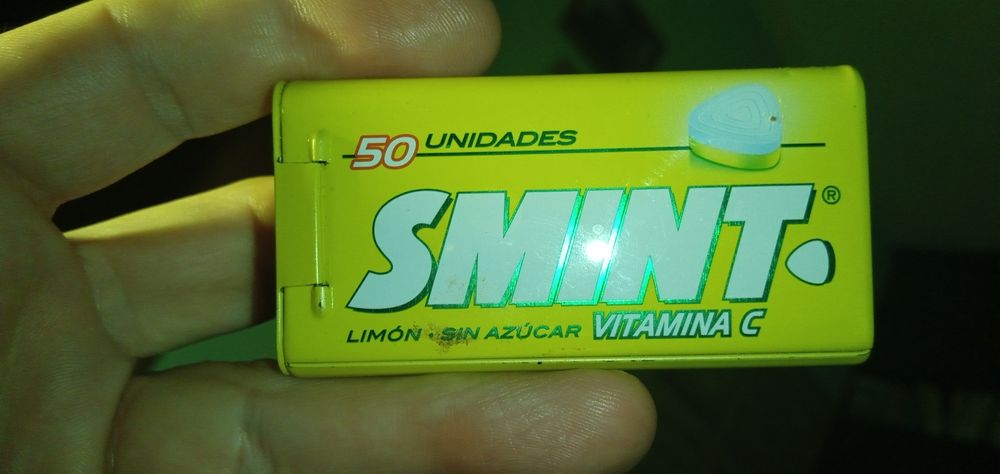 50 UNIDADES
SMINT®
LIMÓN · SIN AZÚCAR VITAMINA C